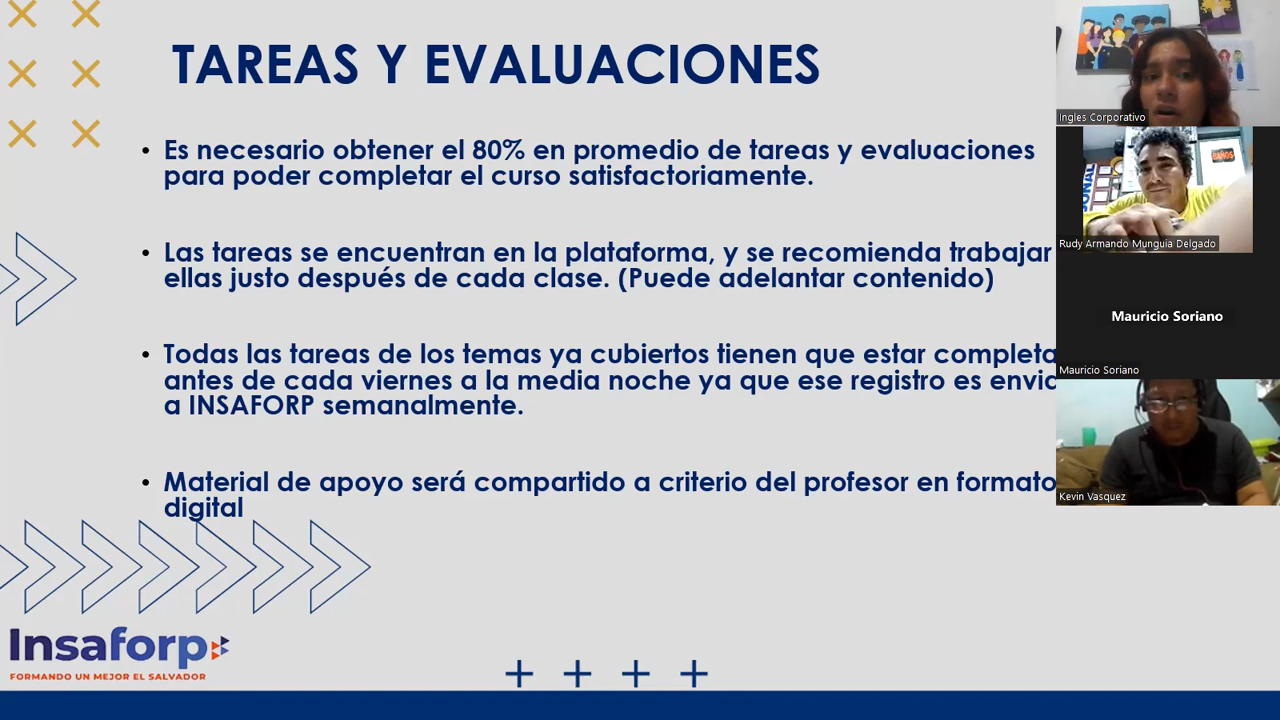 TAREAS Y EVALUACIONES
• Es necesario obtener el 80% en promedio de tareas y evaluaciones
para poder completar el curso satisfactoriamente.
• Las tareas se encuentran en la plataforma, y se recomienda trabajar
ellas justo después de cada clase. (Puede adelantar contenido)
• Todas las tareas de los temas ya cubiertos tienen que estar completa
antes de cada viernes a la media noche ya que ese registro es envia
a INSAFORP semanalmente.
• Material de apoyo será compartido a criterio del profesor en formato
digital
Insaforp
FORMANDO UN MEJOR EL SALVADOR
Ingles Corporativo
Rudy Armando Munguia Delgado
Mauricio Soriano
Mauricio Soriano
Kevin Vasquez